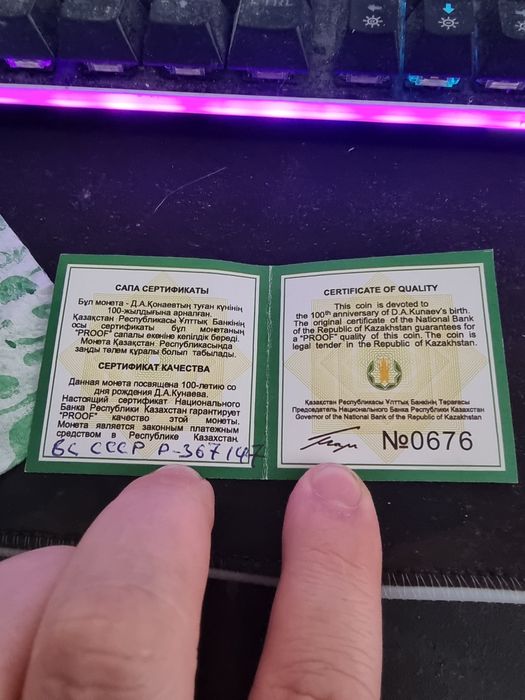 CTRL
САПА СЕРТИФИКАТЫ
Бұл монета - Д.А.Қонаевтың туған күнінің
100-жылдығына арналған.
Қазақстан Республикасы Ұлттық Банкінің
осы сертификаты бұл монетаның
"PROOF" сапалы екеніне кепілдік береді.
Монета Қазақстан Республикасында
заңды төлем құралы болып табылады.
СЕРТИФИКАТ КАЧЕСТВА
Данная монета посвящена 100-летию со
дня рождения Д.А.Кунаева.
Настоящий сертификат Национального
Банка Республики Казахстан гарантирует
"PROOF" качество этой монеты.
Монета является законным платежным
средством в Республике Казахстан.
ВС СССР Р-367147
CERTIFICATE OF QUALITY
This coin is devoted to
the 100th anniversary of D.A.Kunaev's birth.
The original certificate of the National Bank
of the Republic of Kazakhstan guarantees for
a "PROOF" quality of this coin. The coin is
legal tender in the Republic of Kazakhstan.
Қазақстан Республикасы Ұлттық Банкінің Төрағасы
Председатель Национального Банка Республики Казахстан
Governor of the National Bank of the Republic of Kazakhstan
№0676